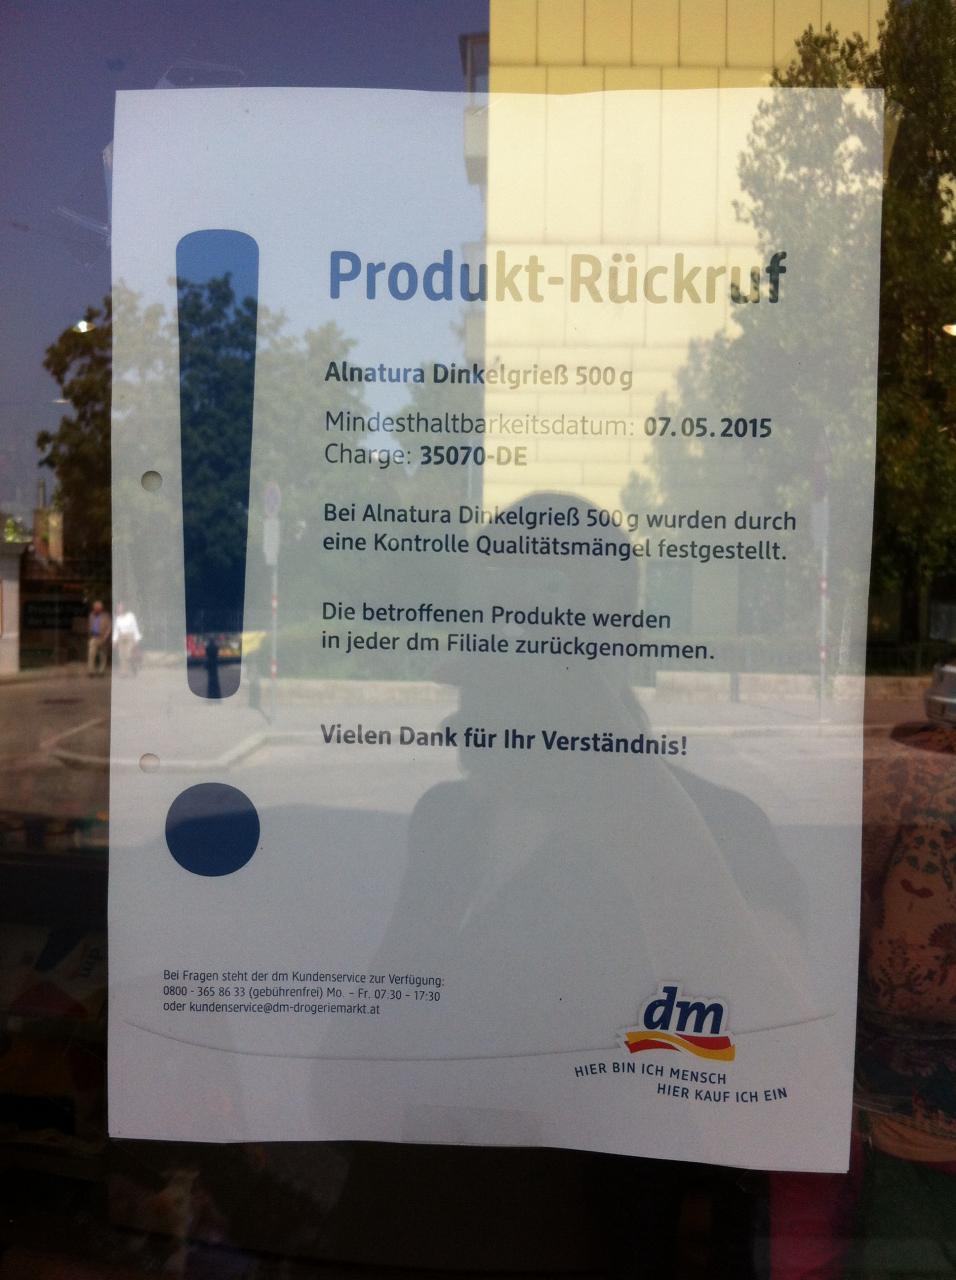 Produkt-Rückruf
Alnatura Dinkelgrieß 500 g
Mindesthaltbarkeitsdatum: 07.05.2015
Charge: 35070-DE
Bei Alnatura Dinkelgrieß 500 g wurden durch
eine Kontrolle Qualitätsmängel festgestellt.
Die betroffenen Produkte werden
in jeder dm Filiale zurückgenommen.
Vielen Dank für Ihr Verständnis!
Bei Fragen steht der dm Kundenservice zur Verfügung:
0800 - 365 86 33 (gebührenfrei) Mo. - Fr. 07:30 - 17:30
oder kundenservice@dm-drogeriemarkt.at
dm
HIER BIN ICH MENSCH
HIER KAUF ICH EIN